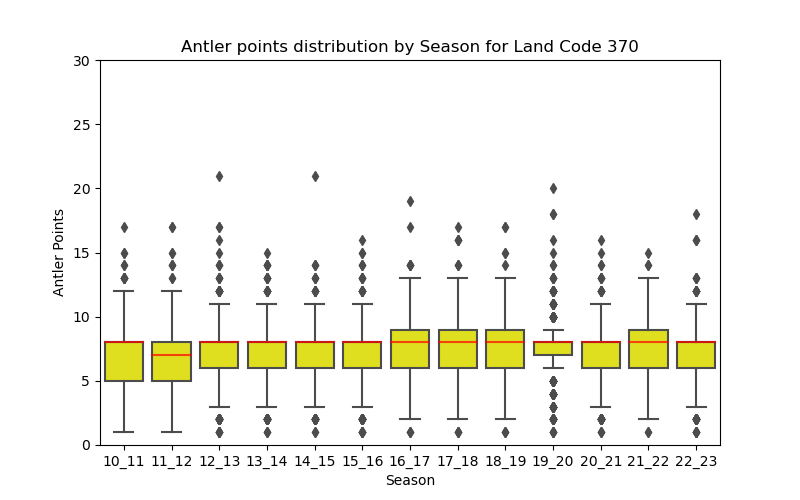 Antler points distribution by Season for Land Code 370
30
25
20
15
10
5
0
Antler Points
10_11 11_12 12_13 13_14 14_15 15_16 16_17 17_18 18_19 19_20 20_21 21_22 22_23
Season